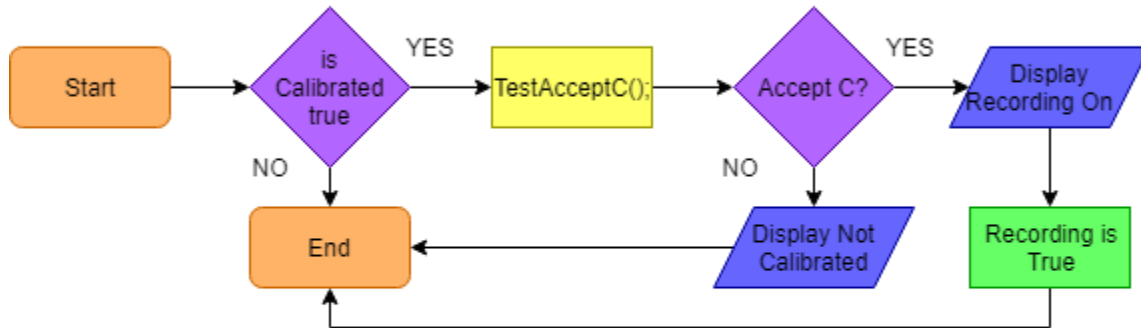 Start
is
Calibrated
true
YES
NO
TestAcceptC();
Accept C?
YES
NO
Display
Recording On
End
Display Not
Calibrated
Recording is
True